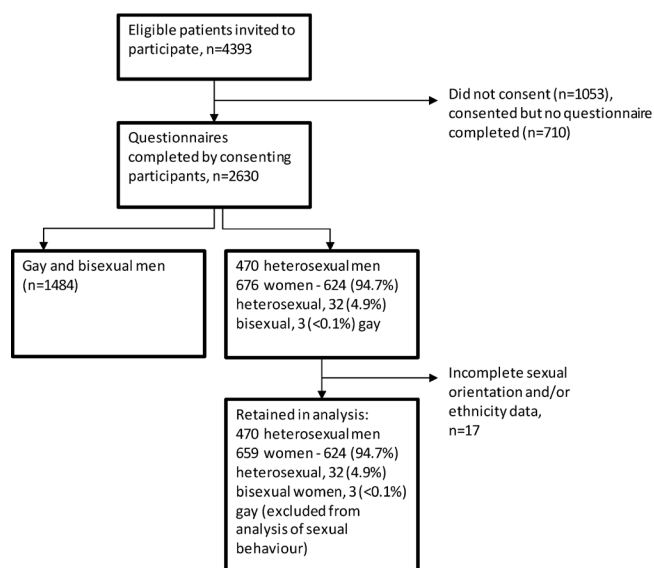 Eligible patients invited to
participate, n=4393
Did not consent (n=1053),
consented but no questionnaire
completed (n=710)
Questionnaires
completed by consenting
participants, n=2630
Gay and bisexual men
(n=1484)
470 heterosexual men
676 women - 624 (94.7%)
heterosexual, 32 (4.9%)
bisexual, 3 (<0.1%) gay
Incomplete sexual
orientation and/or
ethnicity data,
n=17
Retained in analysis:
470 heterosexual men
659 women - 624 (94.7%)
heterosexual, 32 (4.9%)
bisexual women, 3 (<0.1%)
gay (excluded from
analysis of sexual
behaviour)